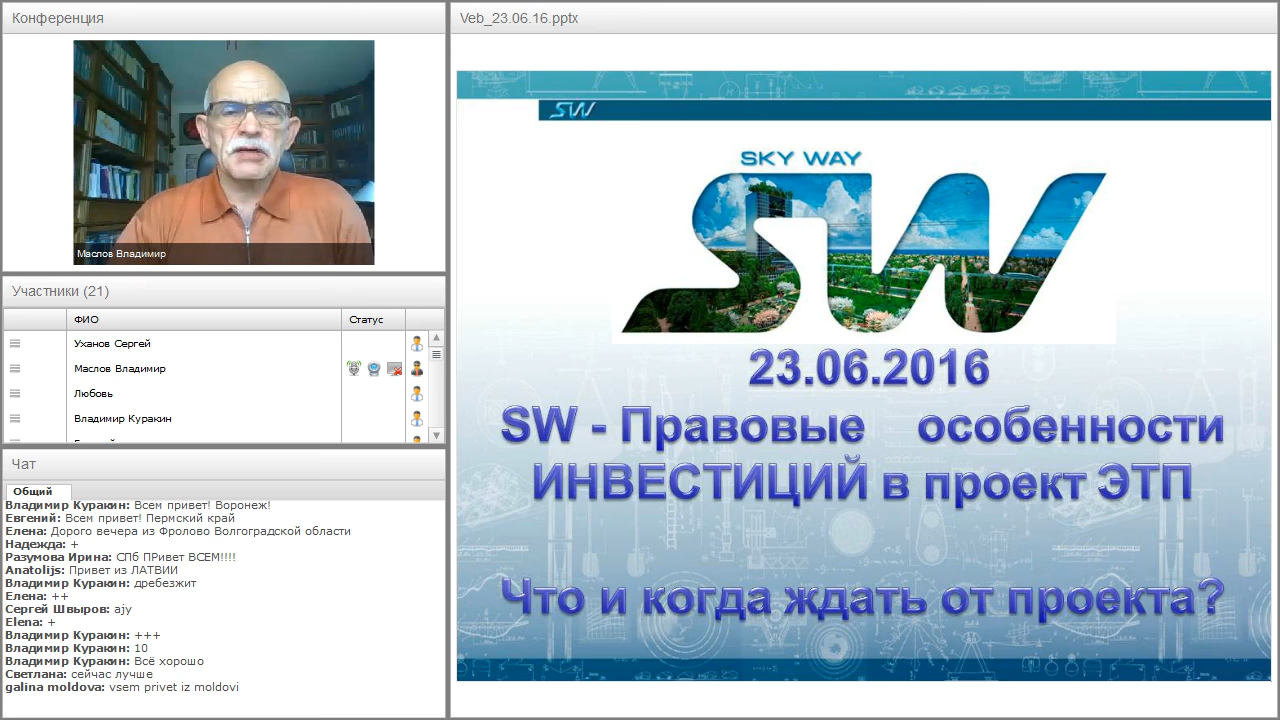 Конференция
Маслов Владимир
Участники (21)
ФИО Статус
Уханов Сергей
Маслов Владимир
Любовь
Владимир Куракин
Чат
Общий
Владимир Куракин: Всем привет! Воронеж!
Евгений: Всем привет! Пермский край
Елена: Дорого вечера из Фролово Волгоградской области
Надежда: +
Разумова Ирина: СПб ПРивет ВСЕМ!!!!
Anatolijs: Привет из ЛАТВИИ
Владимир Куракин: дребезжит
Елена: ++
Сергей Швыров: ajy
Elena: +
Владимир Куракин: +++
Владимир Куракин: 10
Владимир Куракин: Всё хорошо
Светлана: сейчас лучше
galina moldova: vsem privet iz moldovi
Veb_23.06.16.pptx
SW
SKY WAY
SW
23.06.2016
SW - Правовые особенности
ИНВЕСТИЦИЙ в проект ЭТП
Что и когда ждать от проекта?